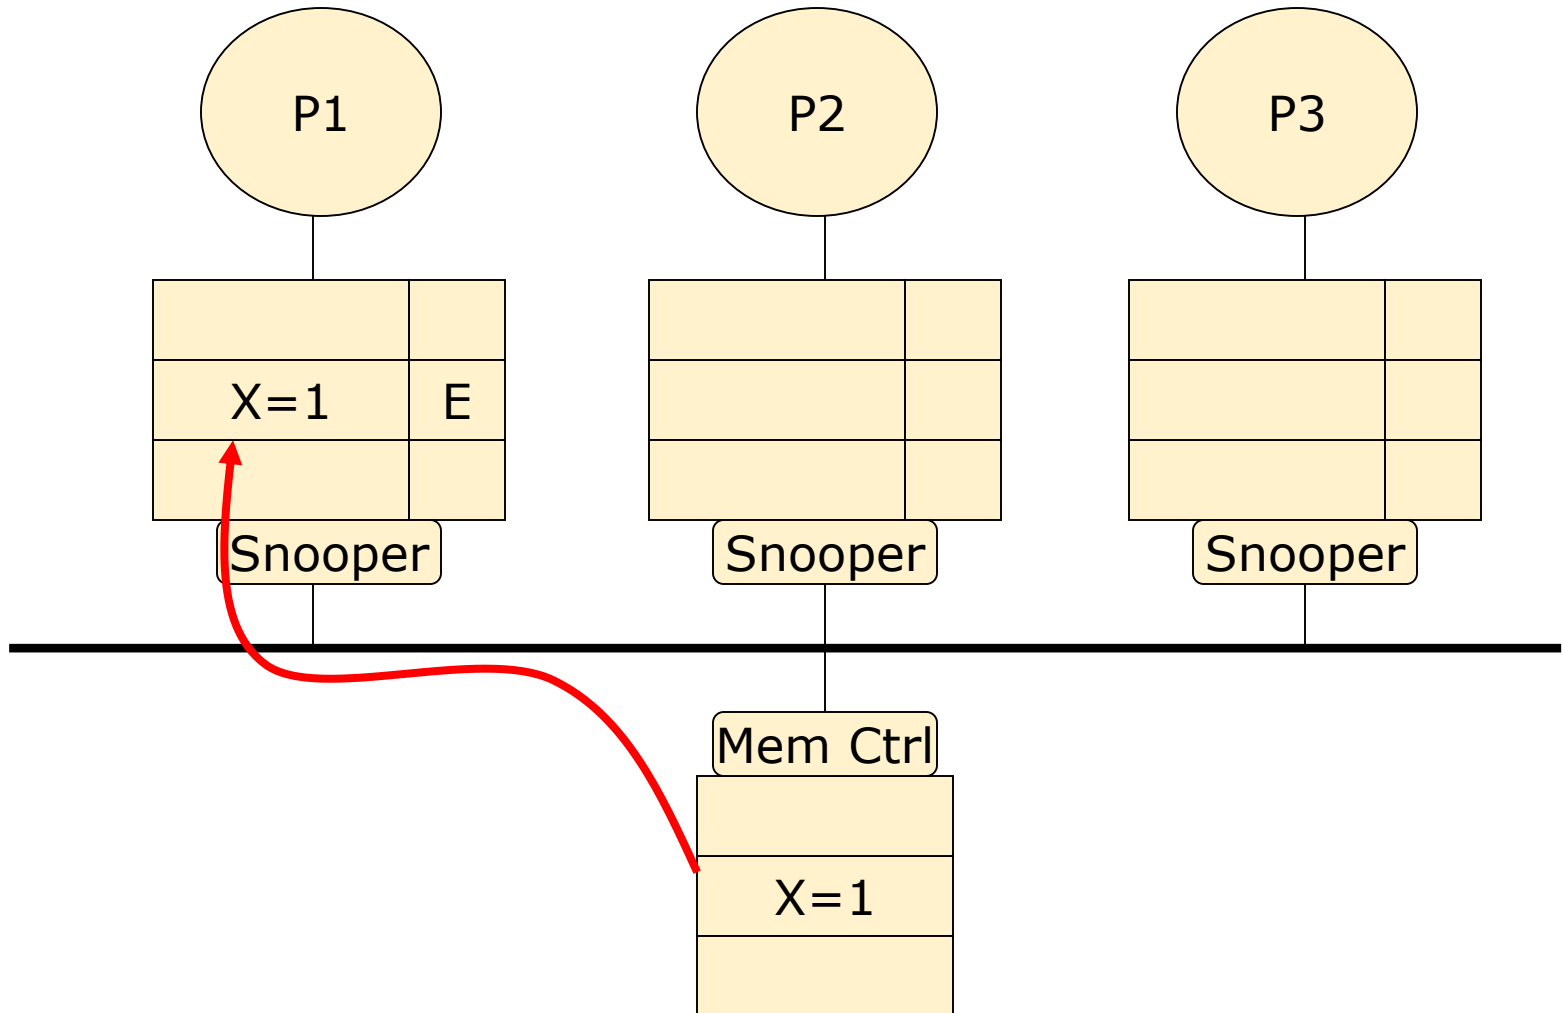 P1
P2
P3
X=1
E
Snooper
Snooper
Snooper
Mem Ctrl
X=1